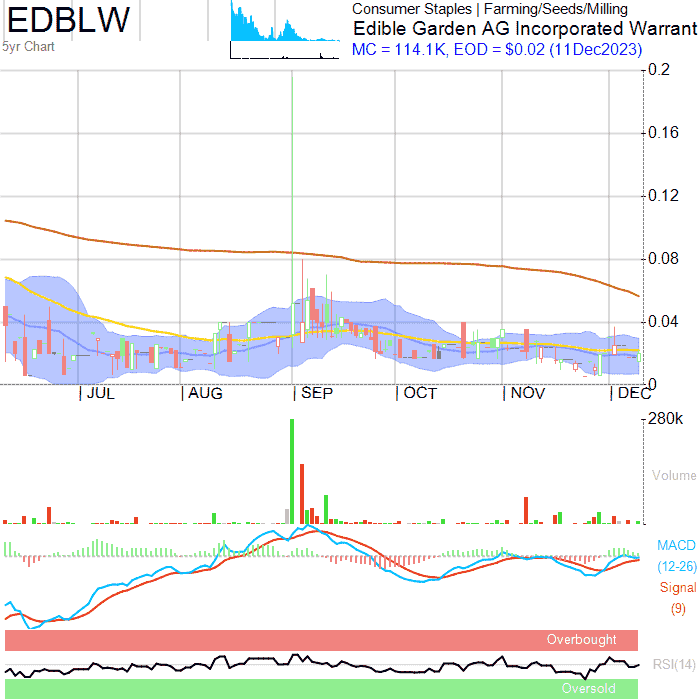 EDBLW
5yr Chart
Consumer Staples | Farming/Seeds/Milling
Edible Garden AG Incorporated Warrant
MC = 114.1K, EOD = $0.02 (11Dec2023)
0.2
0.16
0.12
0.08
0.04
0
| JUL
| AUG
| SEP
| OCT
| NOV
| DEC
280k
Volume
MACD
(12-26)
Signal
(9)
Overbought
RSI(14)
Oversold